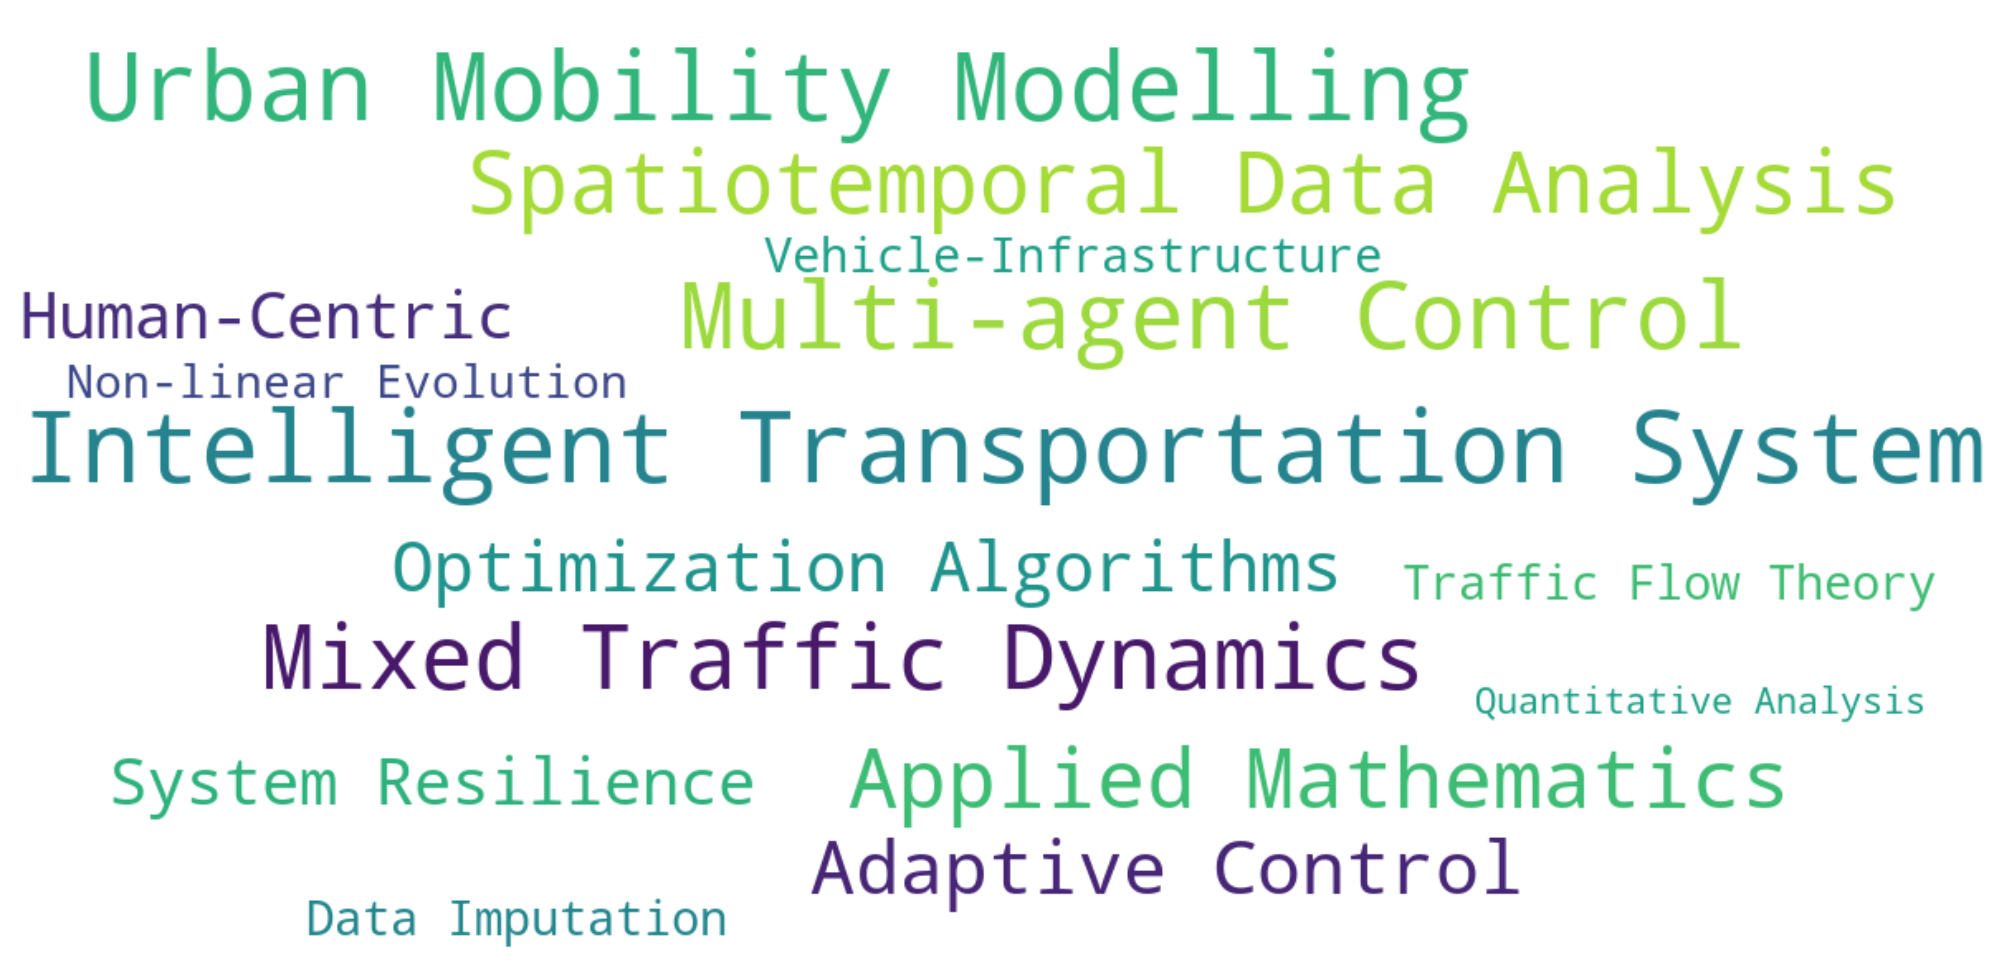 Urban Mobility Modelling
Spatiotemporal Data Analysis
Vehicle-Infrastructure
Human-Centric
Multi-agent Control
Non-linear Evolution
Intelligent Transportation System
Optimization Algorithms
Traffic Flow Theory
Mixed Traffic Dynamics
Quantitative Analysis
System Resilience
Applied Mathematics
Adaptive Control
Data Imputation